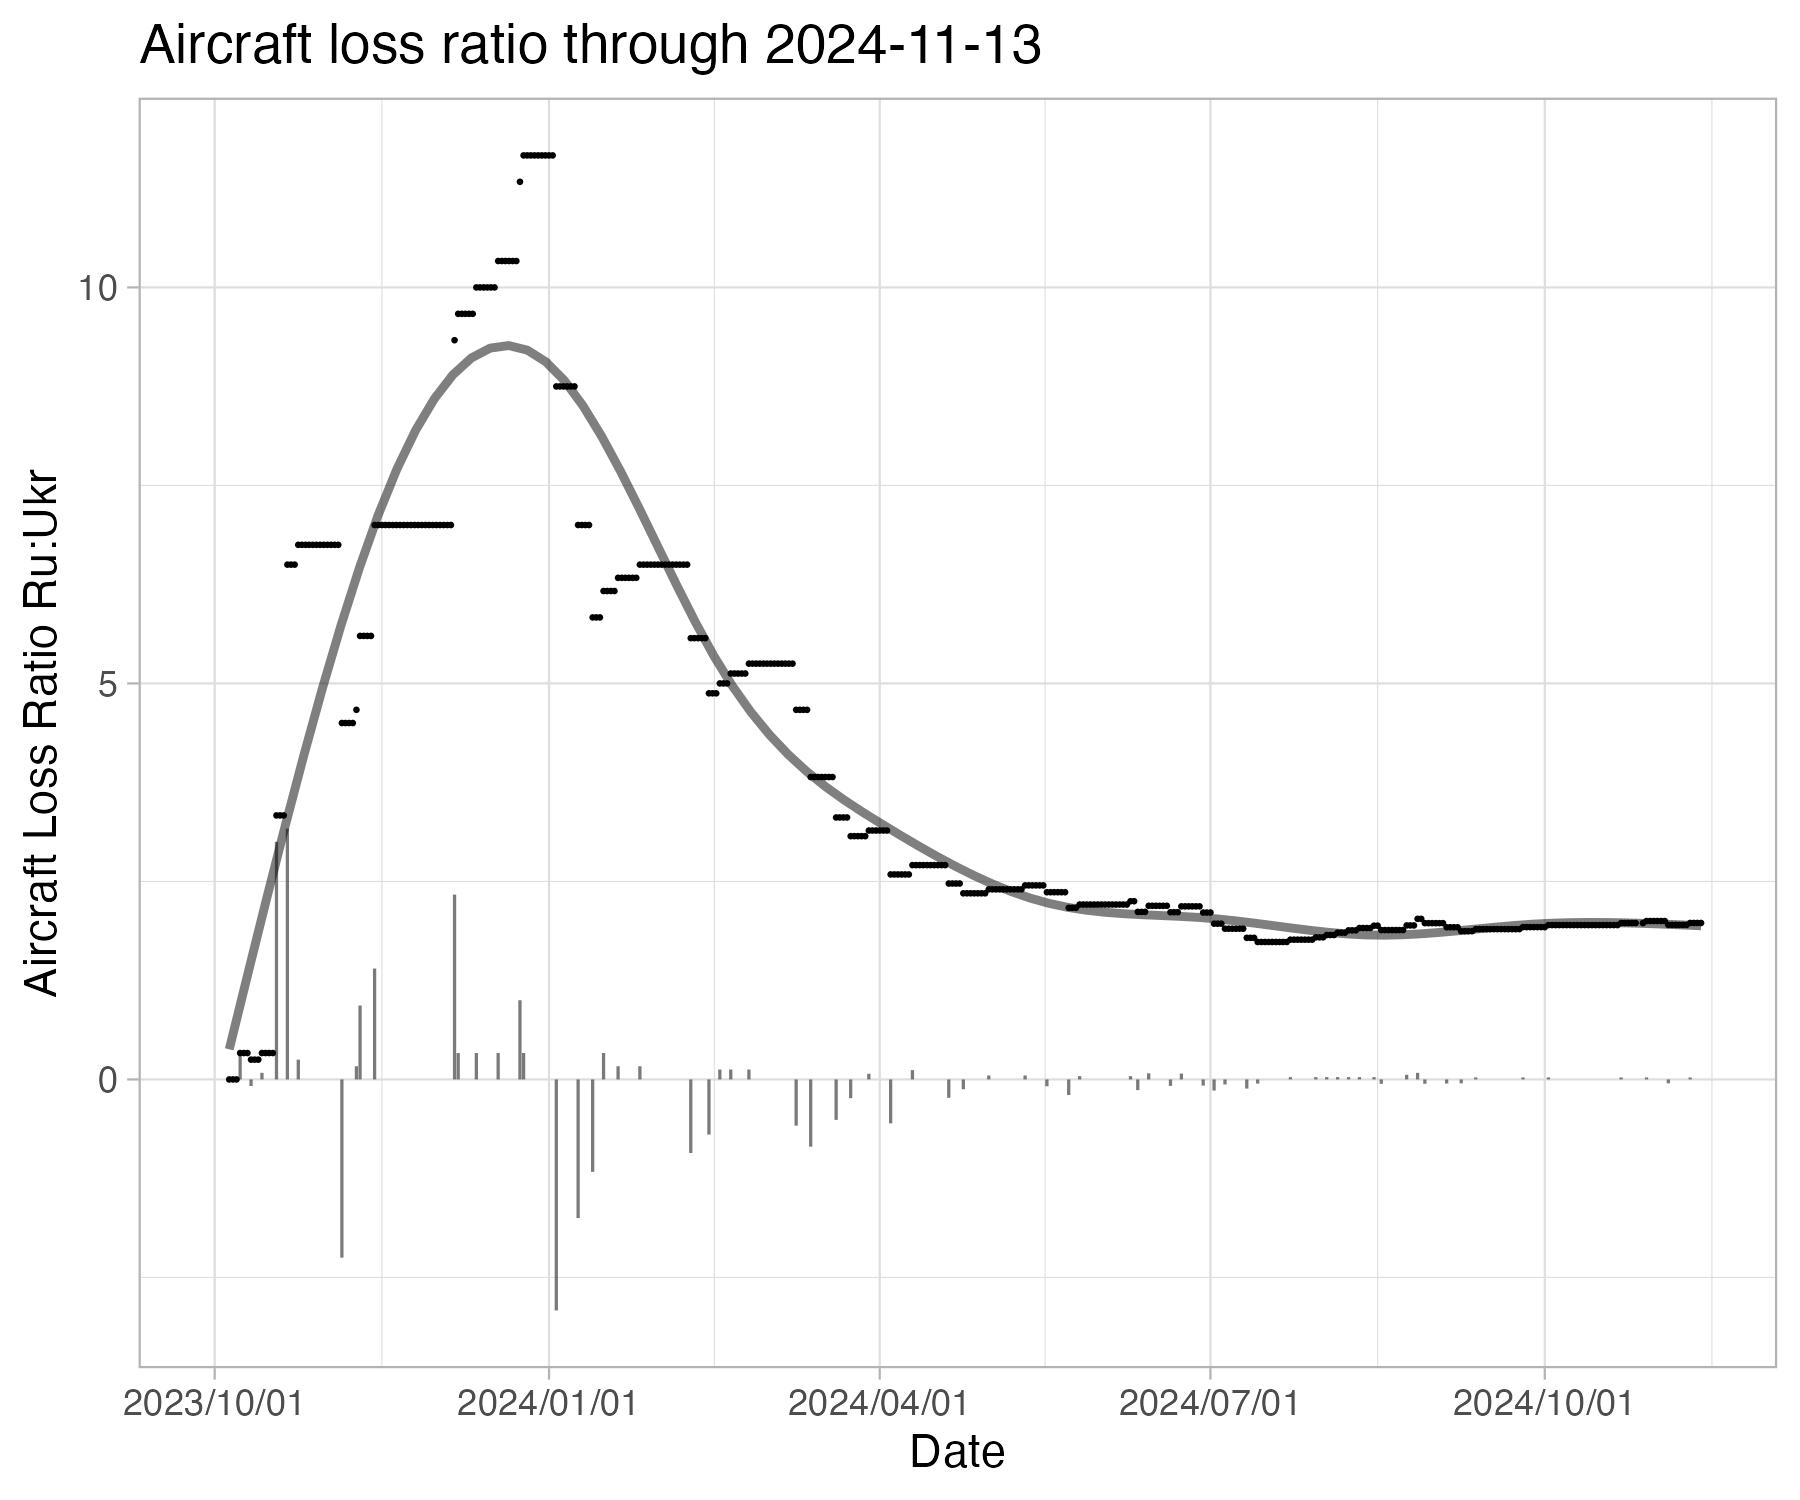 Aircraft loss ratio through 2024-11-13
Aircraft Loss Ratio Ru:Ukr
10
5
0
2023/10/01 2024/01/01 2024/04/01 2024/07/01 2024/10/01
Date